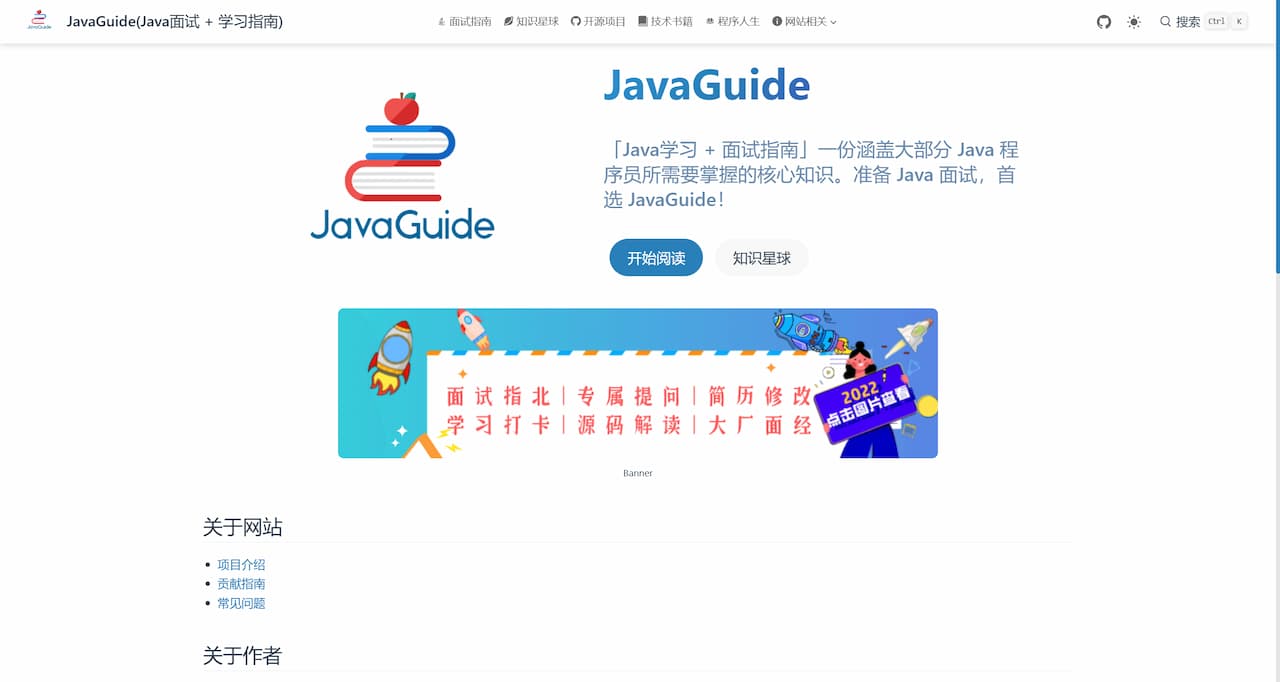 JavaGuide
JavaGuide(Java面试 + 学习指南)
面试指南 知识星球 开源项目 技术书籍 程序人生 网站相关
搜索 Ctrl K
JavaGuide
JavaGuide
「Java学习 + 面试指南」一份涵盖大部分 Java 程
序员所需要掌握的核心知识。准备 Java 面试，首
选 JavaGuide！
开始阅读 知识星球
面试指北 | 专属提问 | 简历修改
学习打卡 | 源码解读 | 大厂面经
2022
点击图片查看
Banner
关于网站
项目介绍
贡献指南
常见问题
关于作者